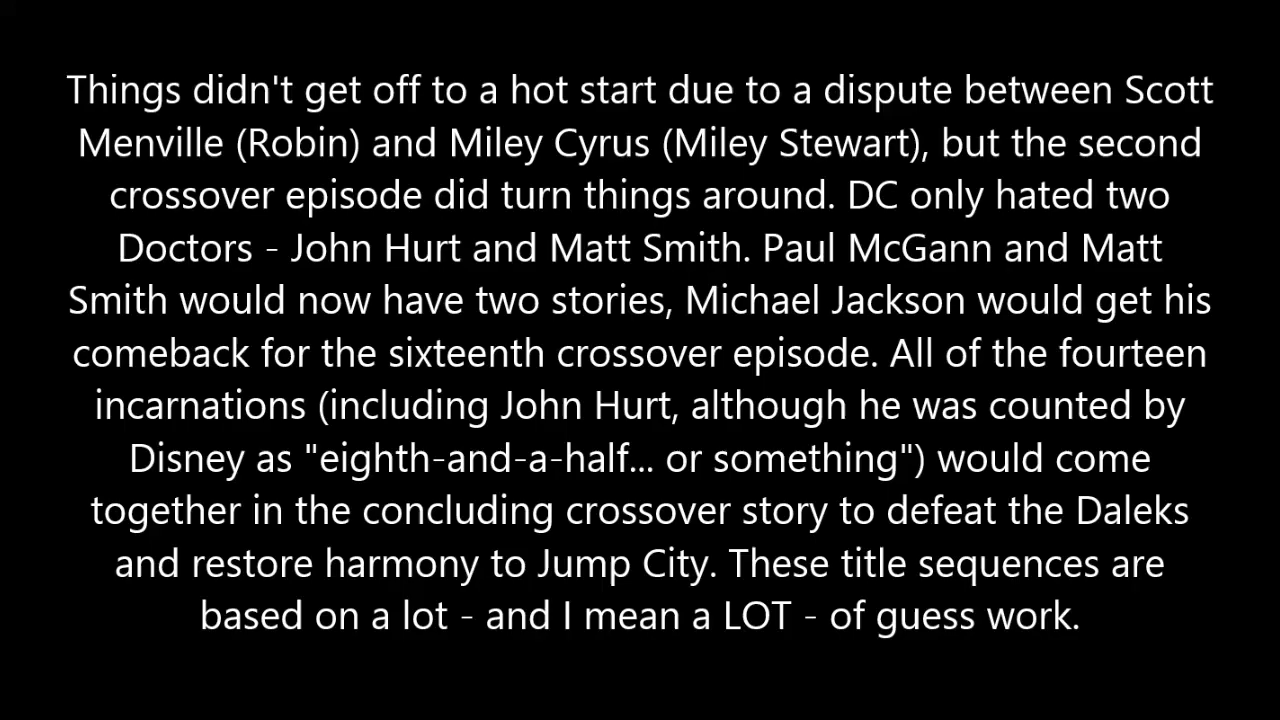 Things didn't get off to a hot start due to a dispute between Scott
Menville (Robin) and Miley Cyrus (Miley Stewart), but the second
crossover episode did turn things around. DC only hated two
Doctors - John Hurt and Matt Smith. Paul McGann and Matt
Smith would now have two stories, Michael Jackson would get his
comeback for the sixteenth crossover episode. All of the fourteen
incarnations (including John Hurt, although he was counted by
Disney as "eighth-and-a-half... or something") would come
together in the concluding crossover story to defeat the Daleks
and restore harmony to Jump City. These title sequences are
based on a lot - and I mean a LOT - of guess work.